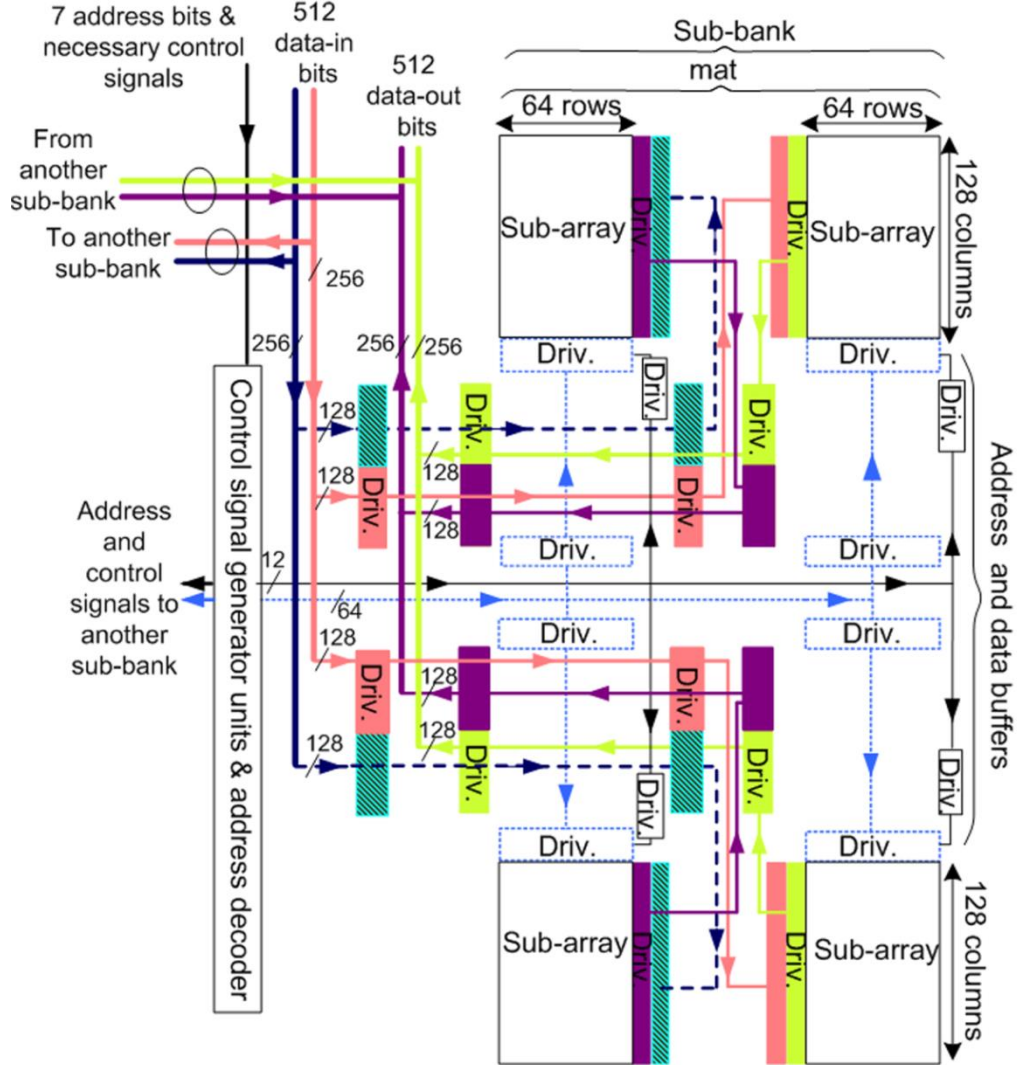 7 address bits &
necessary control
signals
512
data-in
bits
512
data-out
bits
Sub-bank
mat
64 rows
64 rows
From
another
sub-bank
To another
sub-bank
256
256
256
256
Sub-array
Driv.
Driv.
Sub-array
128 columns
Driv.
Driv.
Driv.
Driv.
128
Driv.
Driv.
128
128
Driv.
Driv.
128
Driv.
Driv.
Address
and
control
signals to
another
sub-bank
12
64
Control signal generator units & address decoder
Address and data buffers
Driv.
Driv.
128
Driv.
128
Driv.
128
Driv.
128
Driv.
Driv.
Driv.
Driv.
Driv.
Sub-array
Driv.
Driv.
Sub-array
128 columns